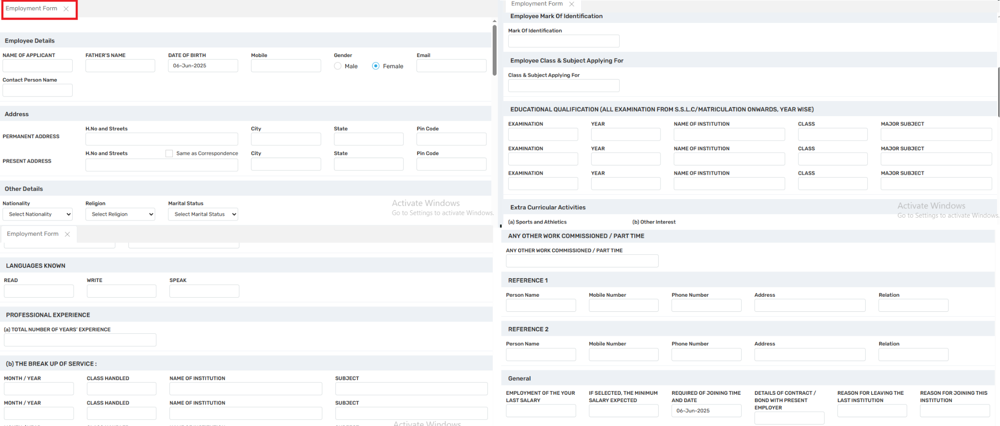 Employment Form
Employee Details
NAME OF APPLICANT FATHER'S NAME DATE OF BIRTH Mobile Gender Email
06-Jun-2025 Male Female
Contact Person Name
Address
H.No and Streets City State Pin Code
PERMANENT ADDRESS
H.No and Streets Same as Correspondence City State Pin Code
PRESENT ADDRESS
Other Details
Nationality Religion Marital Status
Select Nationality Select Religion Select Marital Status
Activate Windows
Go to Settings to activate Windows.
Employment Form
LANGUAGES KNOWN
READ WRITE SPEAK
PROFESSIONAL EXPERIENCE
(a) TOTAL NUMBER OF YEARS' EXPERIENCE
(b) THE BREAK UP OF SERVICE :
MONTH / YEAR CLASS HANDLED NAME OF INSTITUTION SUBJECT
MONTH / YEAR CLASS HANDLED NAME OF INSTITUTION SUBJECT
Activate Windows
Employment Form
Employee Mark Of Identification
Mark Of Identification
Employee Class & Subject Applying For
Class & Subject Applying For
EDUCATIONAL QUALIFICATION (ALL EXAMINATION FROM S.S.L.C/MATRICULATION ONWARDS, YEAR WISE)
EXAMINATION YEAR NAME OF INSTITUTION CLASS MAJOR SUBJECT
EXAMINATION YEAR NAME OF INSTITUTION CLASS MAJOR SUBJECT
EXAMINATION YEAR NAME OF INSTITUTION CLASS MAJOR SUBJECT
Extra Curricular Activities
Activate Windows
Go to Settings to activate Windows.
(a) Sports and Athletics (b) Other Interest
ANY OTHER WORK COMMISSIONED / PART TIME
ANY OTHER WORK COMMISSIONED / PART TIME
REFERENCE 1
Person Name Mobile Number Phone Number Address Relation
REFERENCE 2
Person Name Mobile Number Phone Number Address Relation
General
EMPLOYMENT OF THE YOUR LAST SALARY
IF SELECTED, THE MINIMUM SALARY EXPECTED
REQUIRED OF JOINING TIME AND DATE
06-Jun-2025
DETAILS OF CONTRACT / BOND WITH PRESENT EMPLOYER
REASON FOR LEAVING THE LAST INSTITUTION
REASON FOR JOINING THIS INSTITUTION